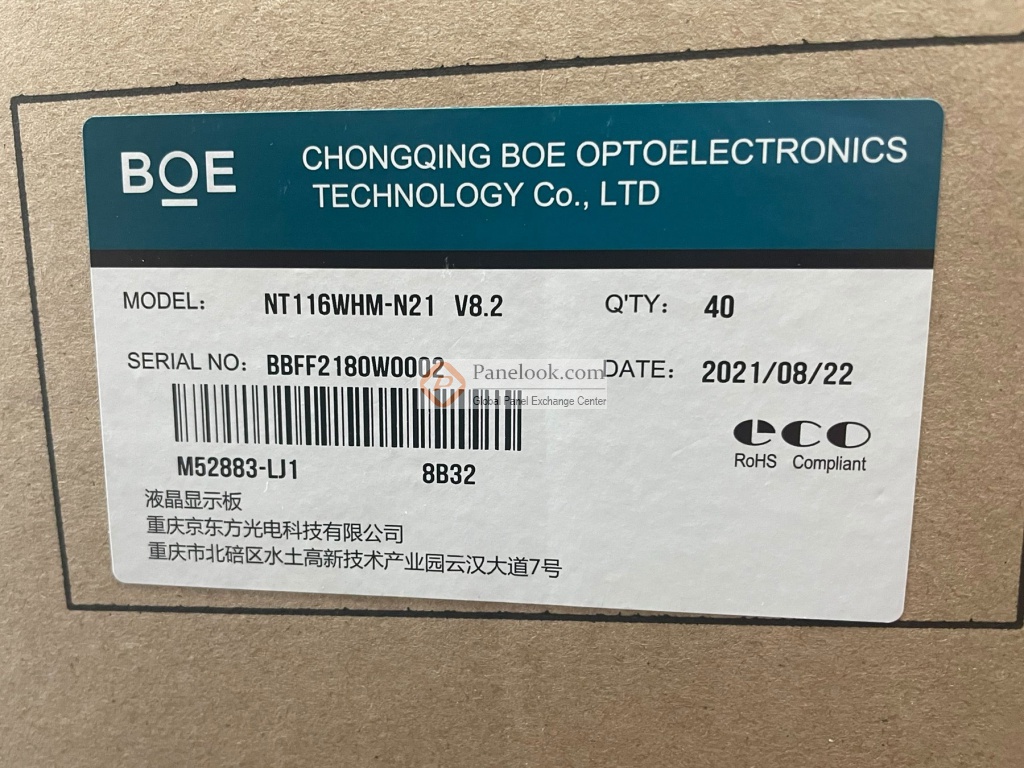 BOE
CHONGQING BOE OPTOELECTRONICS
TECHNOLOGY Co., LTD
MODEL: NT116WHM-N21 V8.2 Q'TY: 40
SERIAL NO: BBFF2180W0002 DATE: 2021/08/22
Panelook.com
Global Panel Exchange Center
eco
RoHS Compliant
M52883-LJ1 8B32
液晶显示板
重庆京东方光电科技有限公司
重庆市北碚区水土高新技术产业园云汉大道7号